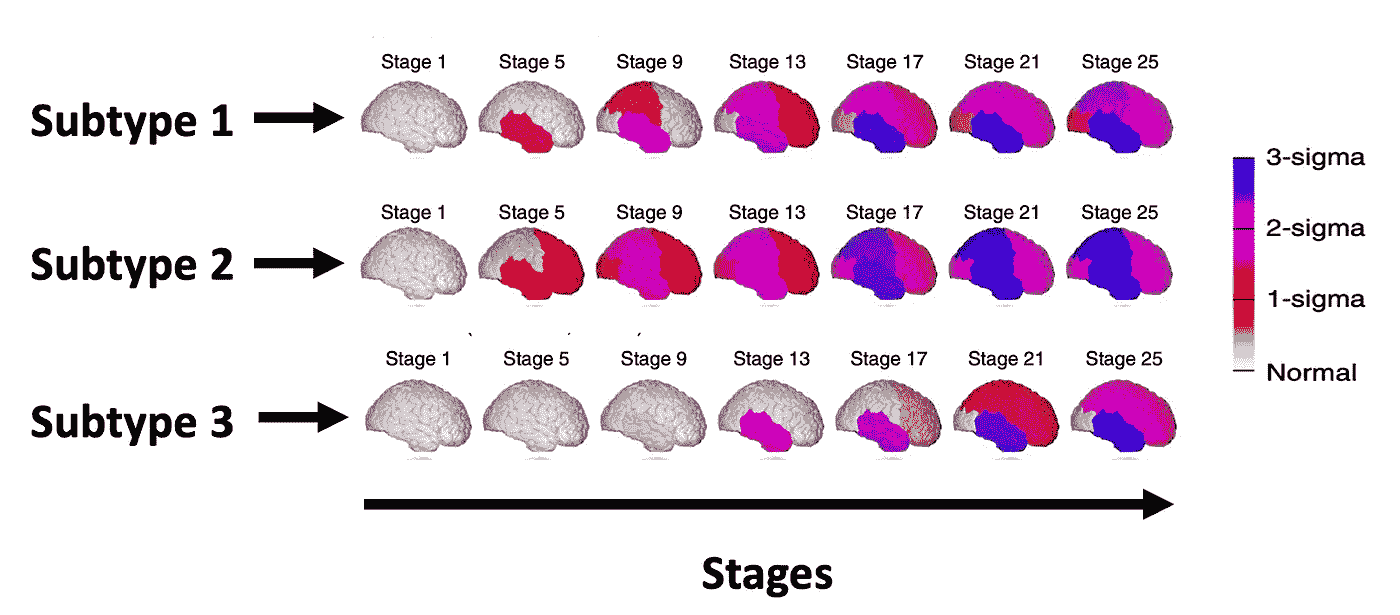 Stage 1 Stage 5 Stage 9 Stage 13 Stage 17 Stage 21 Stage 25
Subtype 1
3-sigma
Stage 1 Stage 5 Stage 9 Stage 13 Stage 17 Stage 21 Stage 25
2-sigma
Subtype 2
1-sigma
Stage 1 Stage 5 Stage 9 Stage 13 Stage 17 Stage 21 Stage 25
Normal
Subtype 3
Stages